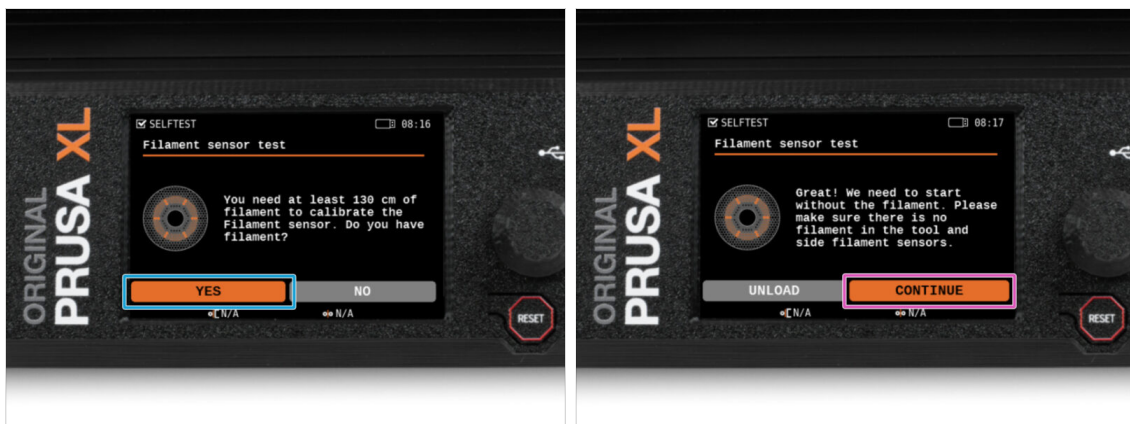 ORIGINAL
PRUSA XL
SELFTEST
08:16
Filament sensor test
You need at least 130 cm of
filament to calibrate the
Filament sensor. Do you have
filament?
YES
NO
N/A
N/A
RESET
ORIGINAL
PRUSA XL
SELFTEST
08:17
Filament sensor test
Great! We need to start
without the filament. Please
make sure there is no
filament in the tool and
side filament sensors.
UNLOAD
CONTINUE
N/A
N/A
RESET